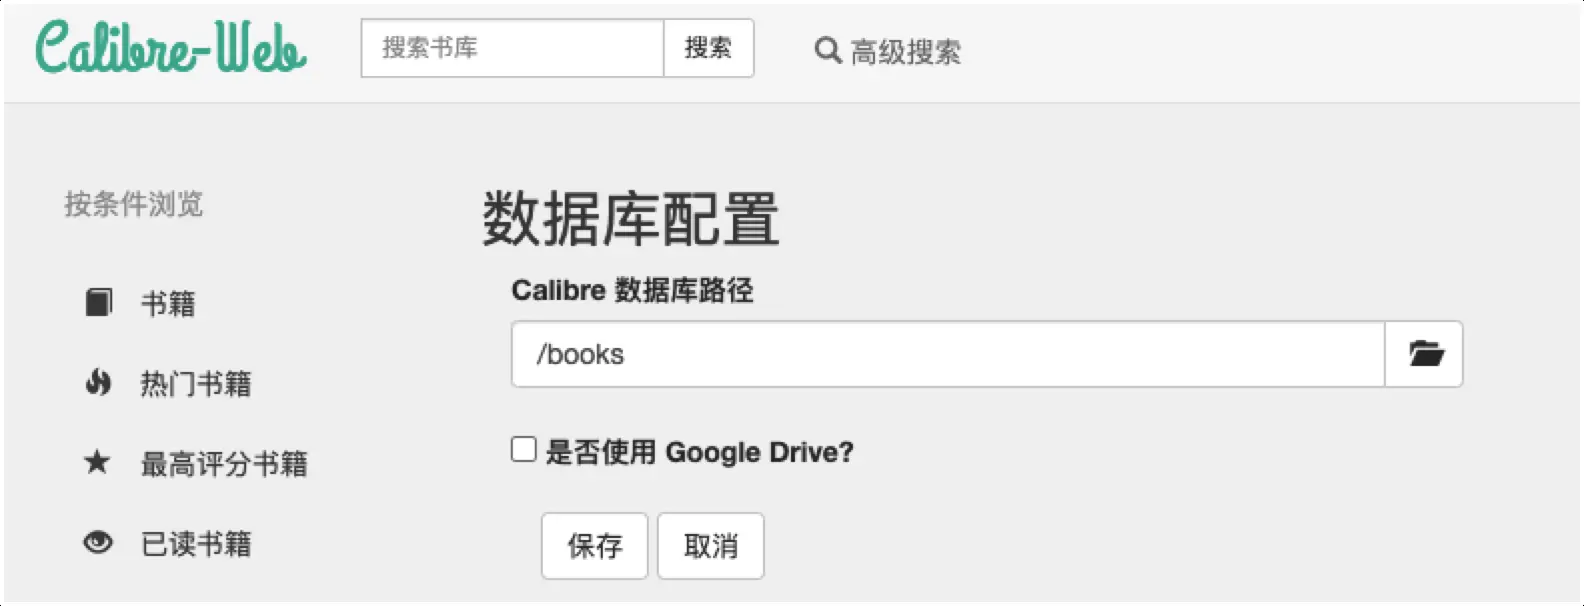 Calibre-Web
搜索书库
搜索
高级搜索
按条件浏览
书籍
热门书籍
最高评分书籍
已读书籍
数据库配置
Calibre 数据库路径
/books
是否使用 Google Drive?
保存
取消